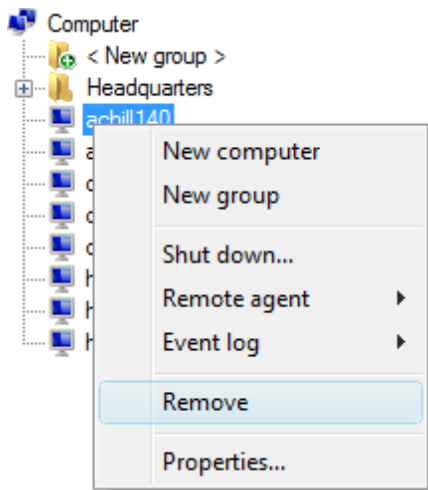 Computer
< New group >
Headquarters
achill140
New computer
New group
Shut down...
Remote agent
Event log
Remove
Properties...